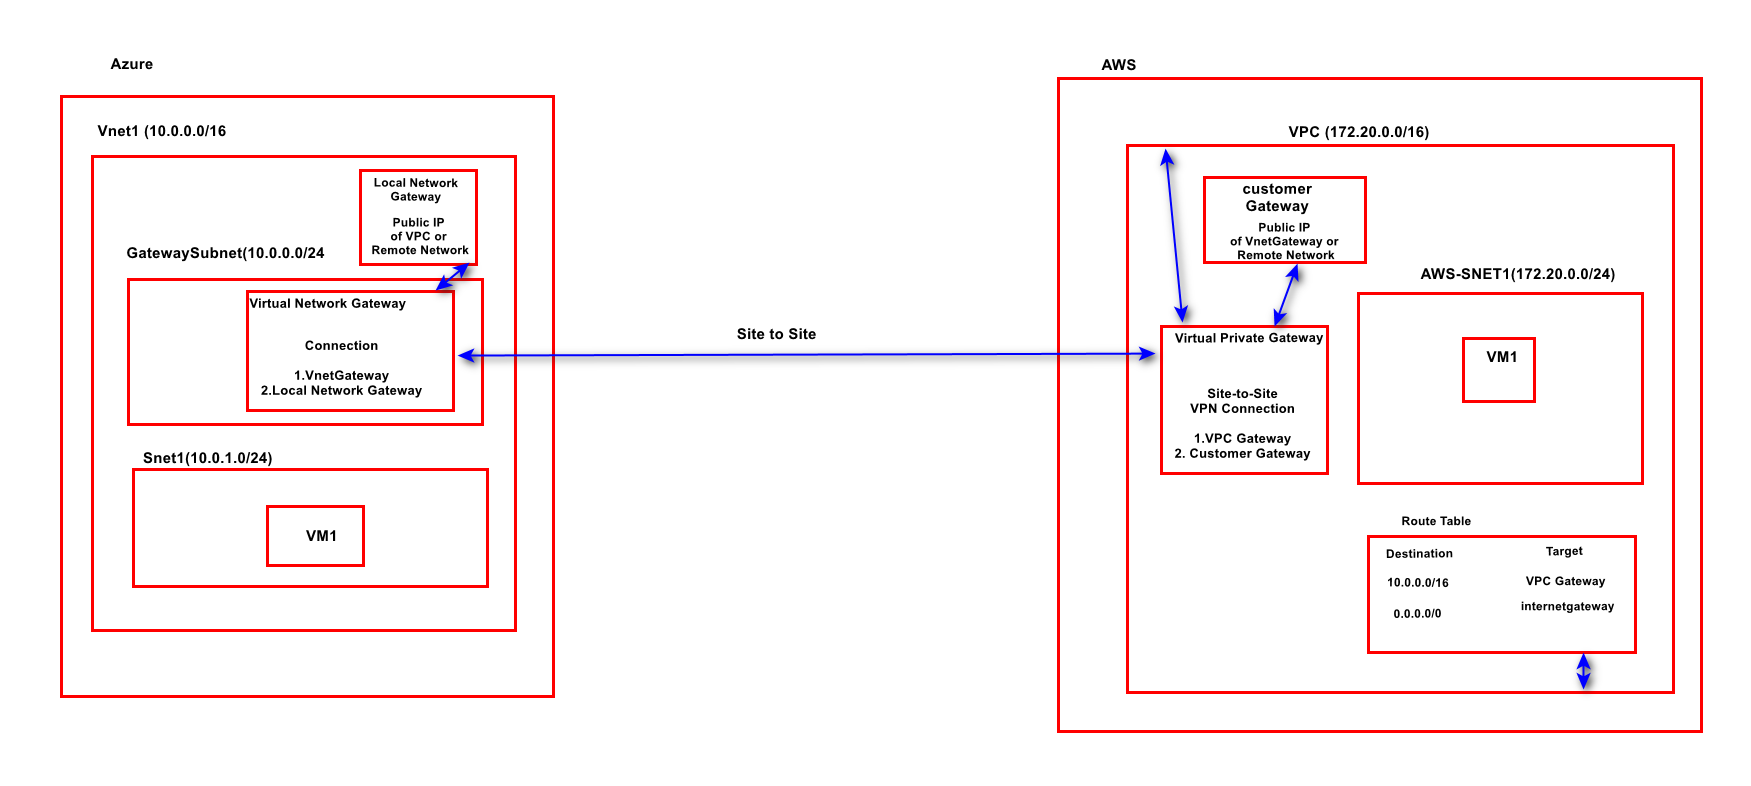 Azure
Vnet1 (10.0.0.0/16
Local Network
Gateway
Public IP
of VPC or
Remote Network
GatewaySubnet(10.0.0.0/24
Virtual Network Gateway
Connection
1.VnetGateway
2.Local Network Gateway
Snet1(10.0.1.0/24)
VM1
Site to Site
AWS
VPC (172.20.0.0/16)
customer
Gateway
Public IP
of VnetGateway or
Remote Network
Virtual Private Gateway
Site-to-Site
VPN Connection
1.VPC Gateway
2. Customer Gateway
AWS-SNET1(172.20.0.0/24)
VM1
Route Table
Destination Target
10.0.0.0/16 VPC Gateway
0.0.0.0/0 internetgateway